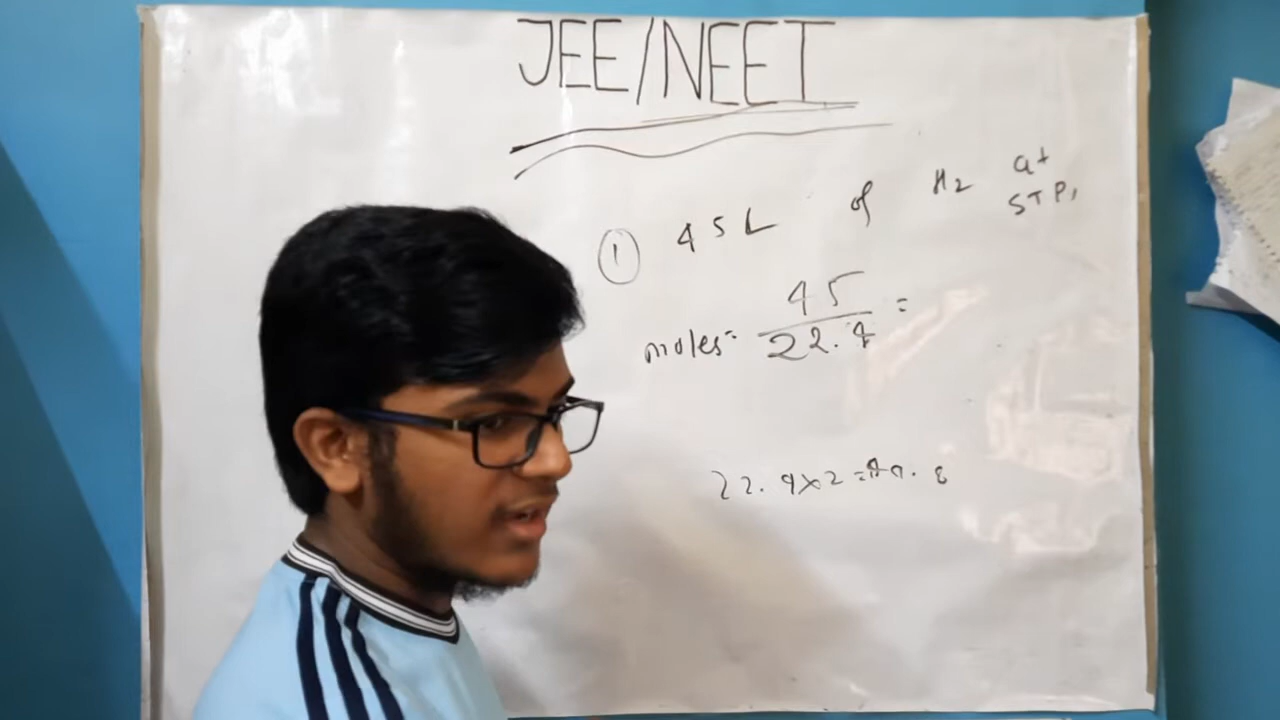 JEE/NEET
① 45L of H2 at STP,
moles = 45/22.4 =
22.4×2=44.8